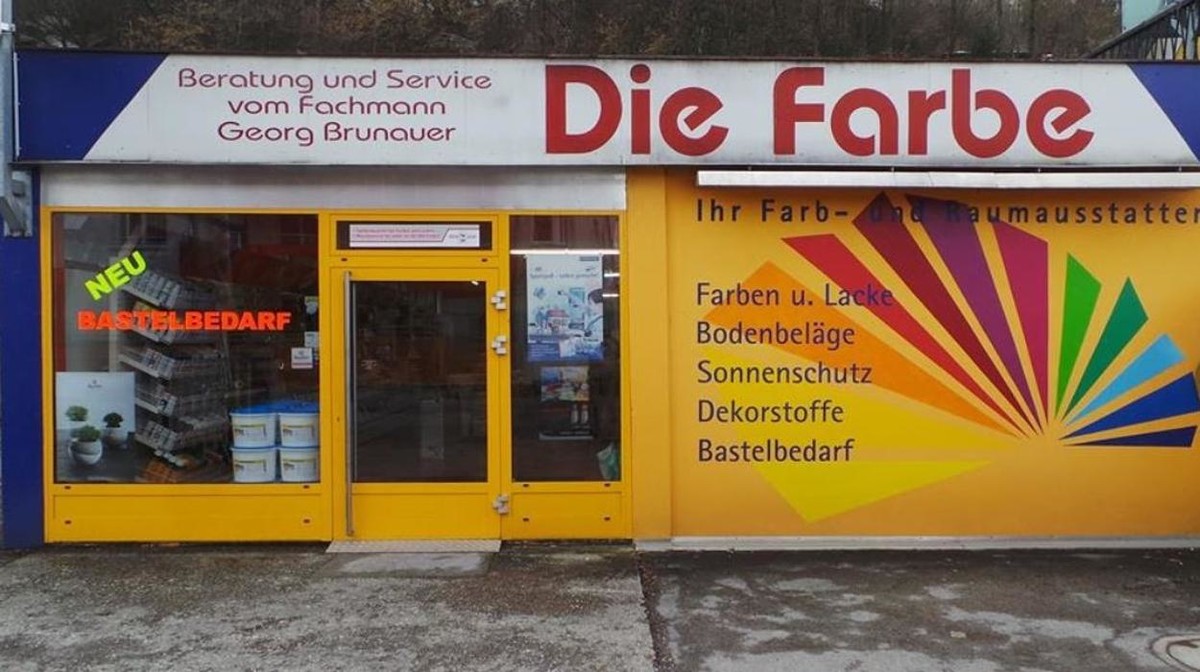 Beratung und Service
vom Fachmann
Georg Brunauer
Die Farbe
Ihr Farb- und Raumausstatter
Farben u. Lacke
Bodenbeläge
Sonnenschutz
Dekorstoffe
Bastelbedarf
NEU
BASTELBEDARF